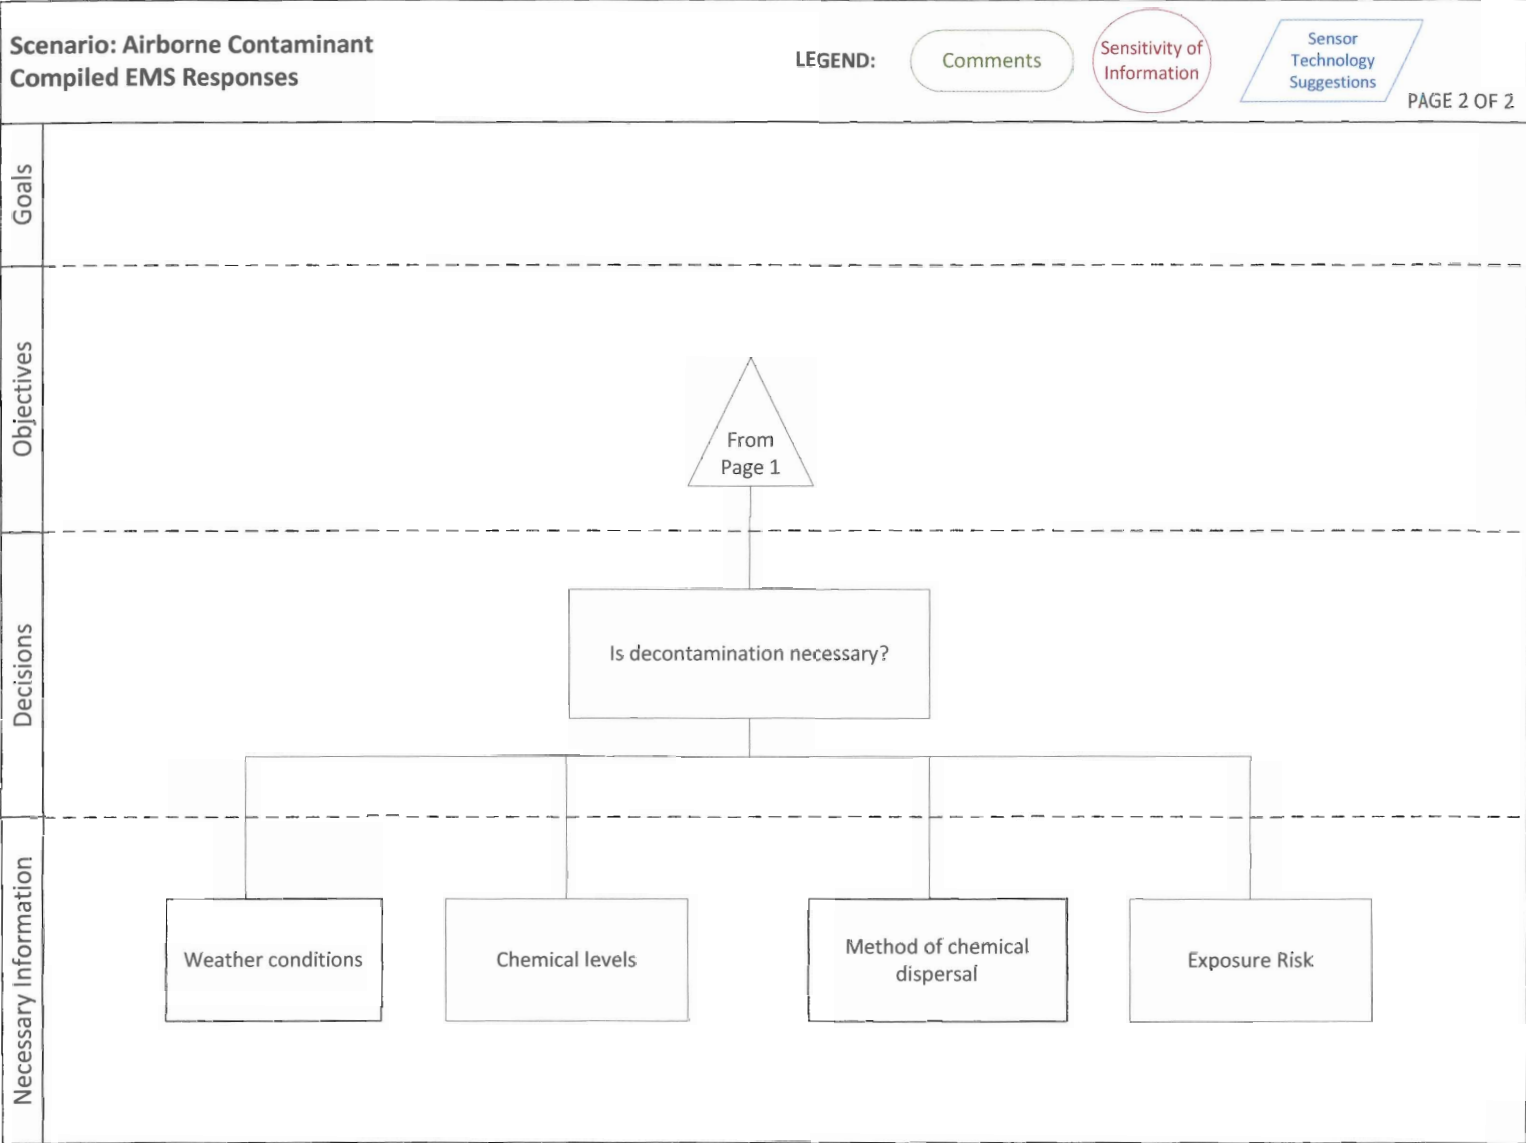 Scenario: Airborne Contaminant
Compiled EMS Responses
LEGEND:
Comments
Sensitivity of
Information
Sensor
Technology
Suggestions
PAGE 2 OF 2
Goals
Objectives
From
Page 1
Decisions
Is decontamination necessary?
Necessary Information
Weather conditions
Chemical levels
Method of chemical
dispersal
Exposure Risk